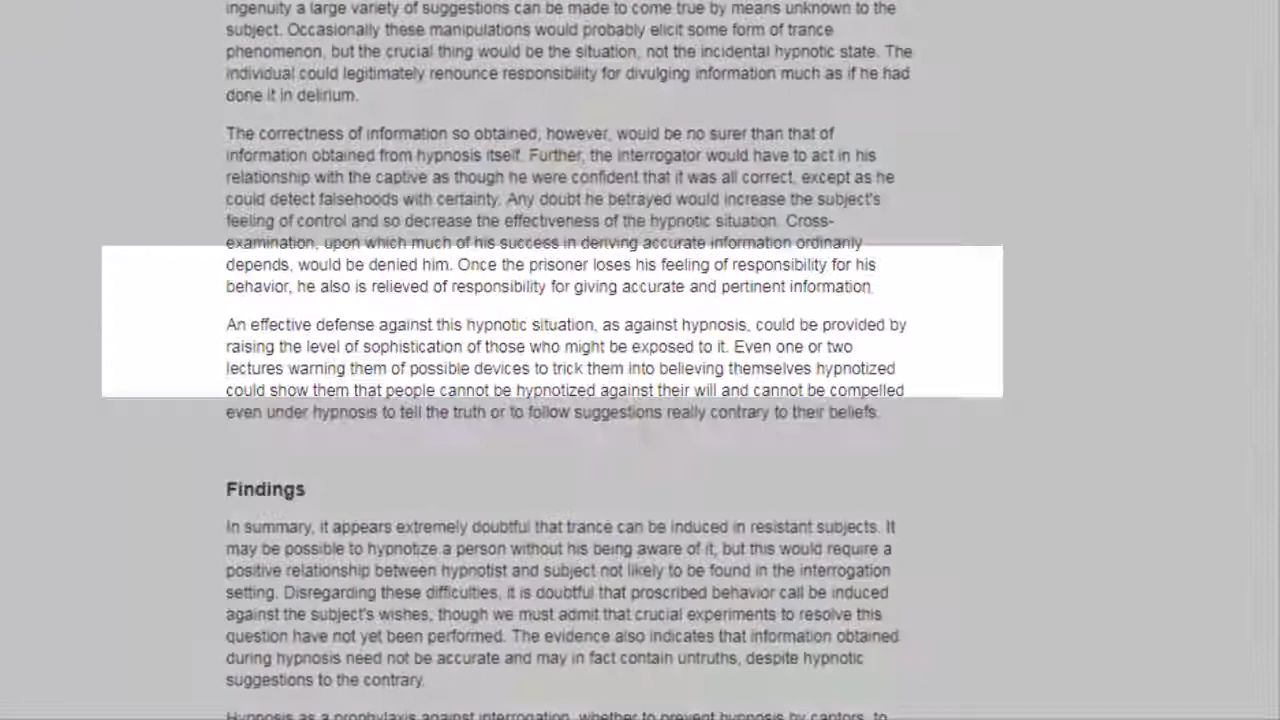 ingenuity a large variety of suggestions can be made to come true by means unknown to the
subject. Occasionally these manipulations would probably elicit some form of trance
phenomenon, but the crucial thing would be the situation, not the incidental hypnotic state. The
individual could legitimately renounce responsibility for divulging information much as if he had
done it in delirium.
The correctness of information so obtained, however, would be no surer than that of
information obtained from hypnosis itself. Further, the interrogator would have to act in his
relationship with the captive as though he were confident that it was all correct, except as he
could detect falsehoods with certainty. Any doubt he betrayed would increase the subject's
feeling of control and so decrease the effectiveness of the hypnotic situation. Cross-
examination, upon which much of his success in deriving accurate information ordinarily
depends, would be denied him. Once the prisoner loses his feeling of responsibility for his
behavior, he also is relieved of responsibility for giving accurate and pertinent information.
An effective defense against this hypnotic situation, as against hypnosis, could be provided by
raising the level of sophistication of those who might be exposed to it. Even one or two
lectures warning them of possible devices to trick them into believing themselves hypnotized
could show them that people cannot be hypnotized against their will and cannot be compelled
even under hypnosis to tell the truth or to follow suggestions really contrary to their beliefs.
Findings
In summary, it appears extremely doubtful that trance can be induced in resistant subjects. It
may be possible to hypnotize a person without his being aware of it, but this would require a
positive relationship between hypnotist and subject not likely to be found in the interrogation
setting. Disregarding these difficulties, it is doubtful that proscribed behavior call be induced
against the subject's wishes, though we must admit that crucial experiments to resolve this
question have not yet been performed. The evidence also indicates that information obtained
during hypnosis need not be accurate and may in fact contain untruths, despite hypnotic
suggestions to the contrary.
Hypnosis as a prophylaxis against interrogation, whether to prevent hypnosis by captors, to